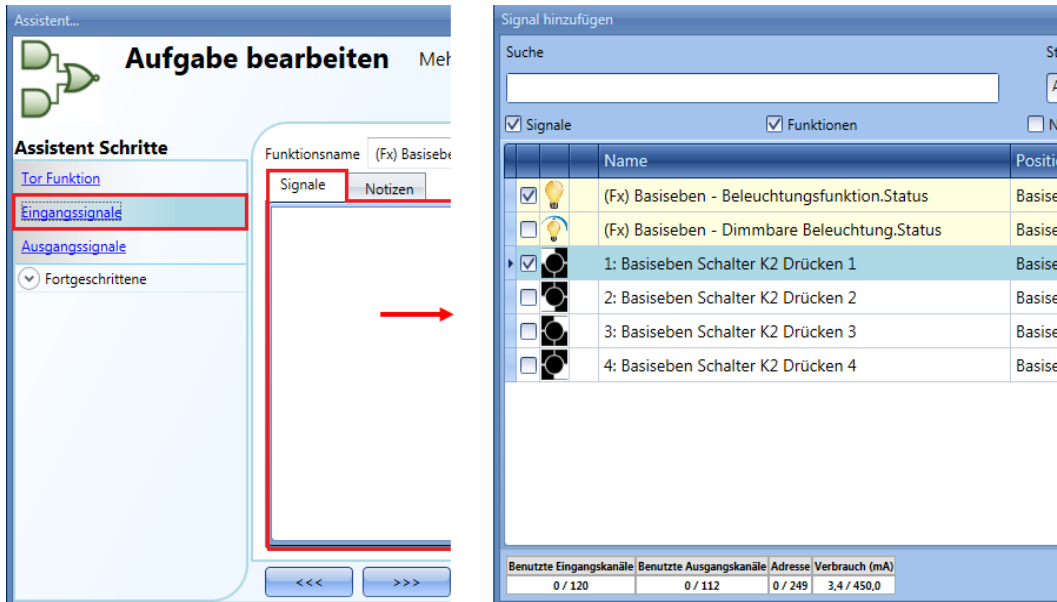 Assistent...
Aufgabe bearbeiten Meh
Assistent Schritte
Tor Funktion
Eingangssignale
Ausgangssignale
Fortgeschrittene
Funktionsname (Fx) Basisebe
Signale Notizen
<<< >>>
Signal hinzufügen
Suche St
A
Signale Funktionen N
Name Positi
(Fx) Basiseben - Beleuchtungsfunktion.Status Basise
(Fx) Basiseben - Dimmbare Beleuchtung.Status Basise
1: Basiseben Schalter K2 Drücken 1 Basise
2: Basiseben Schalter K2 Drücken 2 Basise
3: Basiseben Schalter K2 Drücken 3 Basise
4: Basiseben Schalter K2 Drücken 4 Basise
Benutzte Eingangskanäle Benutzte Ausgangskanäle Adresse Verbrauch (mA)
0 / 120 0 / 112 0 / 249 3,4 / 450,0